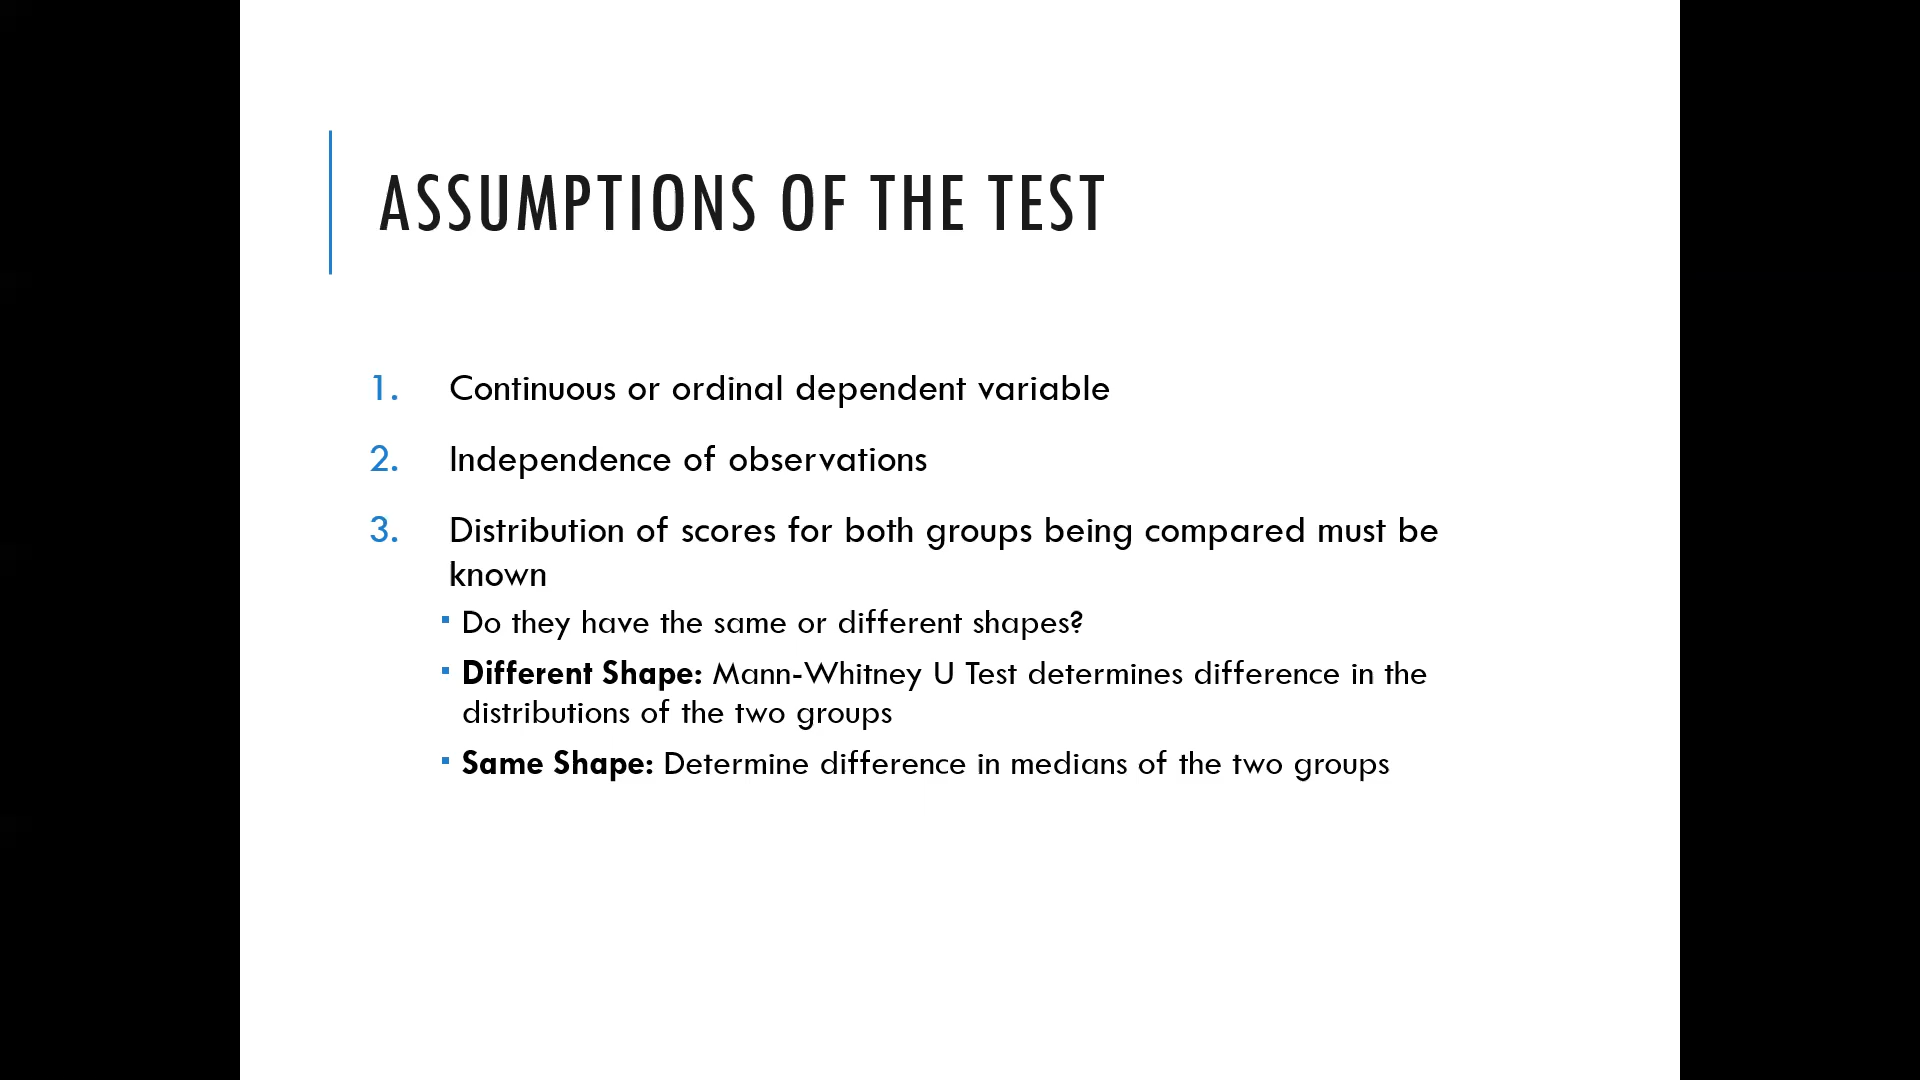 ASSUMPTIONS OF THE TEST
1. Continuous or ordinal dependent variable
2. Independence of observations
3. Distribution of scores for both groups being compared must be
known
▪ Do they have the same or different shapes?
▪ Different Shape: Mann-Whitney U Test determines difference in the
distributions of the two groups
▪ Same Shape: Determine difference in medians of the two groups